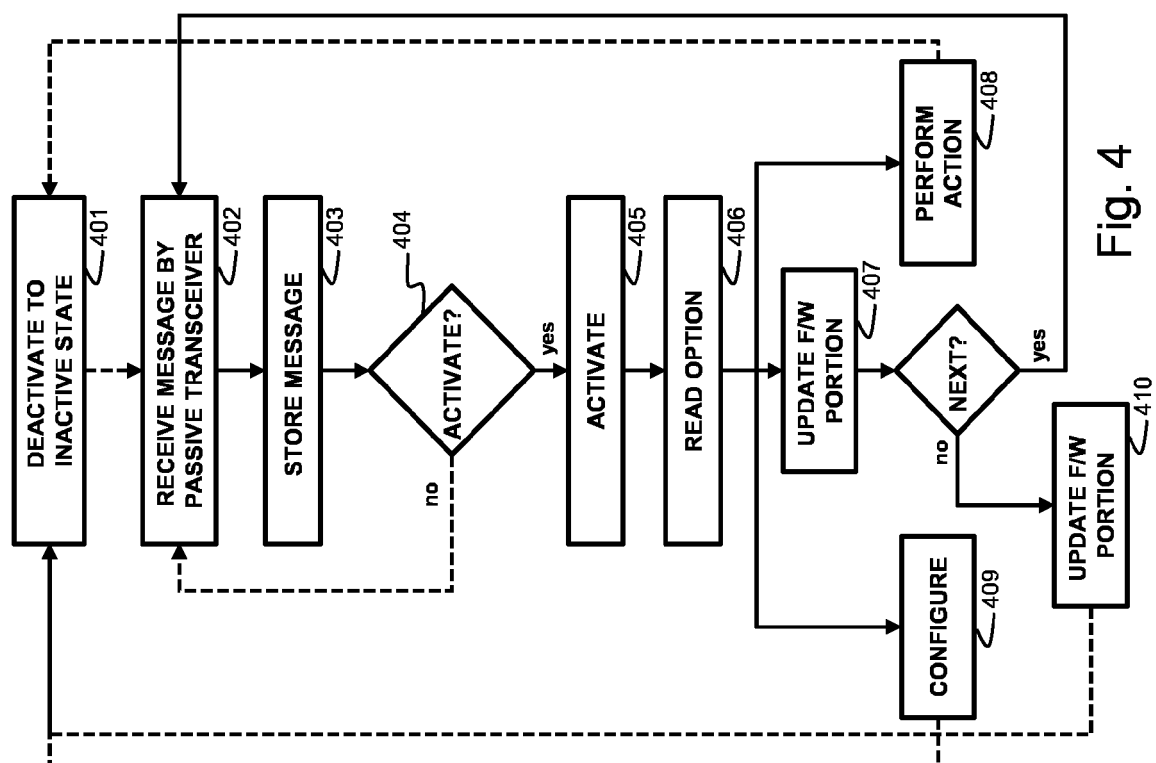 DEACTIVATE TO
INACTIVE STATE
401
RECEIVE MESSAGE BY
PASSIVE TRANSCEIVER
402
STORE MESSAGE
403
ACTIVATE?
404
no
yes
ACTIVATE
405
READ OPTION
406
CONFIGURE
409
UPDATE F/W
PORTION
407
PERFORM
ACTION
408
NEXT?
no
yes
UPDATE F/W
PORTION
410
Fig. 4